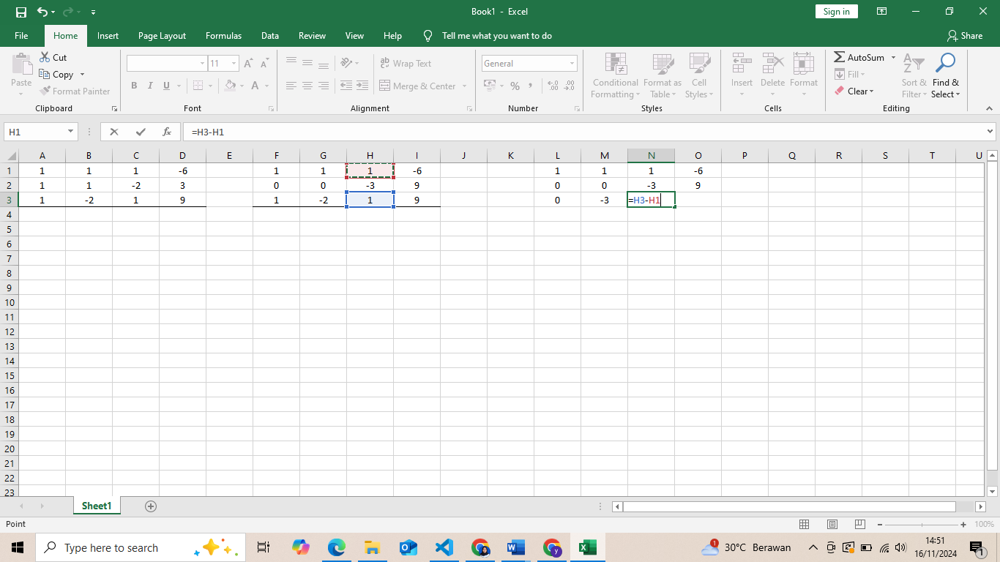 Book1 - Excel
Sign in
File Home Insert Page Layout Formulas Data Review View Help Tell me what you want to do Share
Paste
Cut
Copy
Format Painter
Clipboard
11 A A
B I U A
Font
ab Wrap Text
Merge & Center
Alignment
General
% ,
Number
Conditional Formatting
Format as Table
Cell Styles
Styles
Insert Delete Format
Cells
AutoSum
Fill
Clear
Sort & Filter
Find & Select
Editing
H1 fx =H3-H1
A B C D E F G H I J K L M N O P Q R S T U
1 1 1 1 -6 1 1 1 -6 1 1 1 -6
2 1 1 -2 3 0 0 -3 9 0 0 -3 9
3 1 -2 1 9 1 -2 1 9 0 -3 =H3-H1
4
5
6
7
8
9
10
11
12
13
14
15
16
17
18
19
20
21
22
23
Sheet1
Point 100%
Type here to search
30°C Berawan
14:51
16/11/2024
1